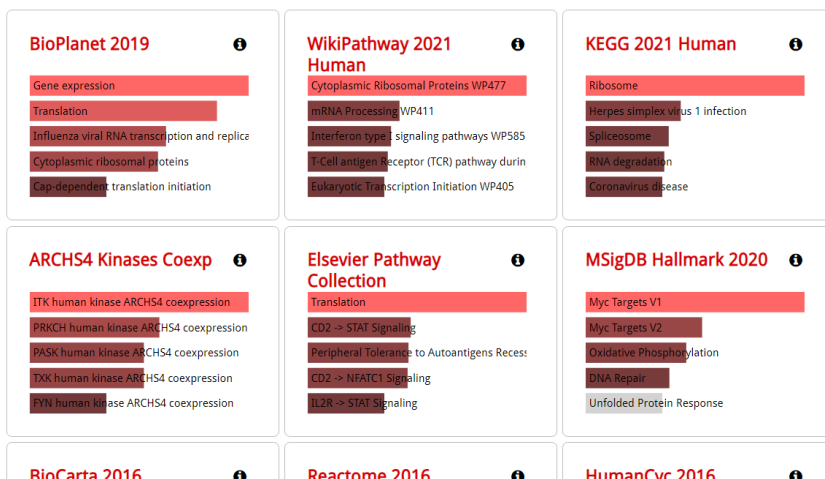 BioPlanet 2019
Gene expression
Translation
Influenza viral RNA transcription and replica
Cytoplasmic ribosomal proteins
Cap-dependent translation initiation
WikiPathway 2021
Human
Cytoplasmic Ribosomal Proteins WP477
mRNA Processing WP411
Interferon type I signaling pathways WP585
T-Cell antigen Receptor (TCR) pathway durin
Eukaryotic Transcription Initiation WP405
KEGG 2021 Human
Ribosome
Herpes simplex virus 1 infection
Spliceosome
RNA degradation
Coronavirus disease
ARCHS4 Kinases Coexp
ITK human kinase ARCHS4 coexpression
PRKCH human kinase ARCHS4 coexpression
PASK human kinase ARCHS4 coexpression
TXK human kinase ARCHS4 coexpression
FYN human kinase ARCHS4 coexpression
Elsevier Pathway
Collection
Translation
CD2 -> STAT Signaling
Peripheral Tolerance to Autoantigens Recess
CD2 -> NFATC1 Signaling
IL2R -> STAT Signaling
MSigDB Hallmark 2020
Myc Targets V1
Myc Targets V2
Oxidative Phosphorylation
DNA Repair
Unfolded Protein Response
BioCarta 2016
Reactome 2016
HumanCyc 2016